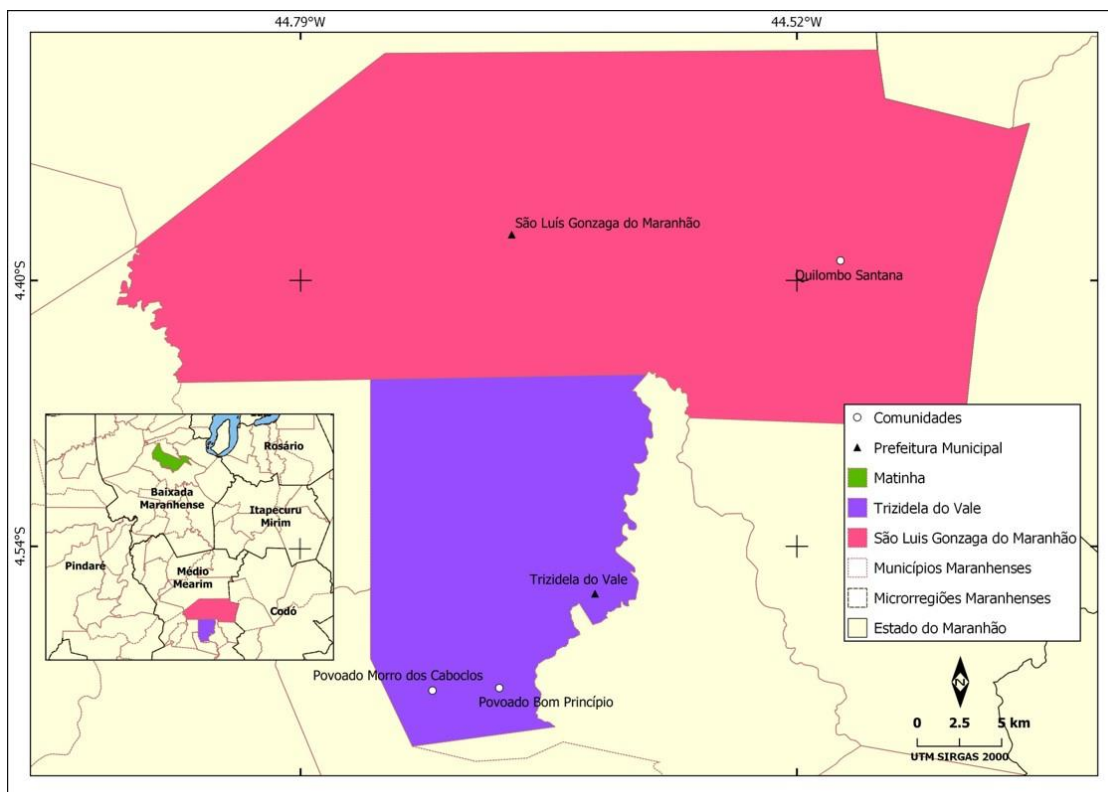 44.79°W
44.52°W
São Luís Gonzaga do Maranhão
Quilombo Santana
4.40°S
4.54°S
Trizidela do Vale
Povoado Morro dos Caboclos
Povoado Bom Princípio
Rosário
Baixada
Maranhense
Itapecuru
Mirim
Pindaré
Médio
Mearim
Codó
Comunidades
Prefeitura Municipal
Matinha
Trizidela do Vale
São Luis Gonzaga do Maranhão
Municípios Maranhenses
Microrregiões Maranhenses
Estado do Maranhão
N
0 2.5 5 km
UTM SIRGAS 2000